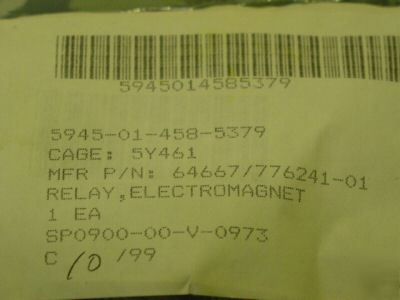 5945014585379
5945-01-458-5379
CAGE: 5Y461
MFR P/N: 64667/776241-01
RELAY,ELECTROMAGNET
1 EA
SP0900-00-V-0973
C 10 /99